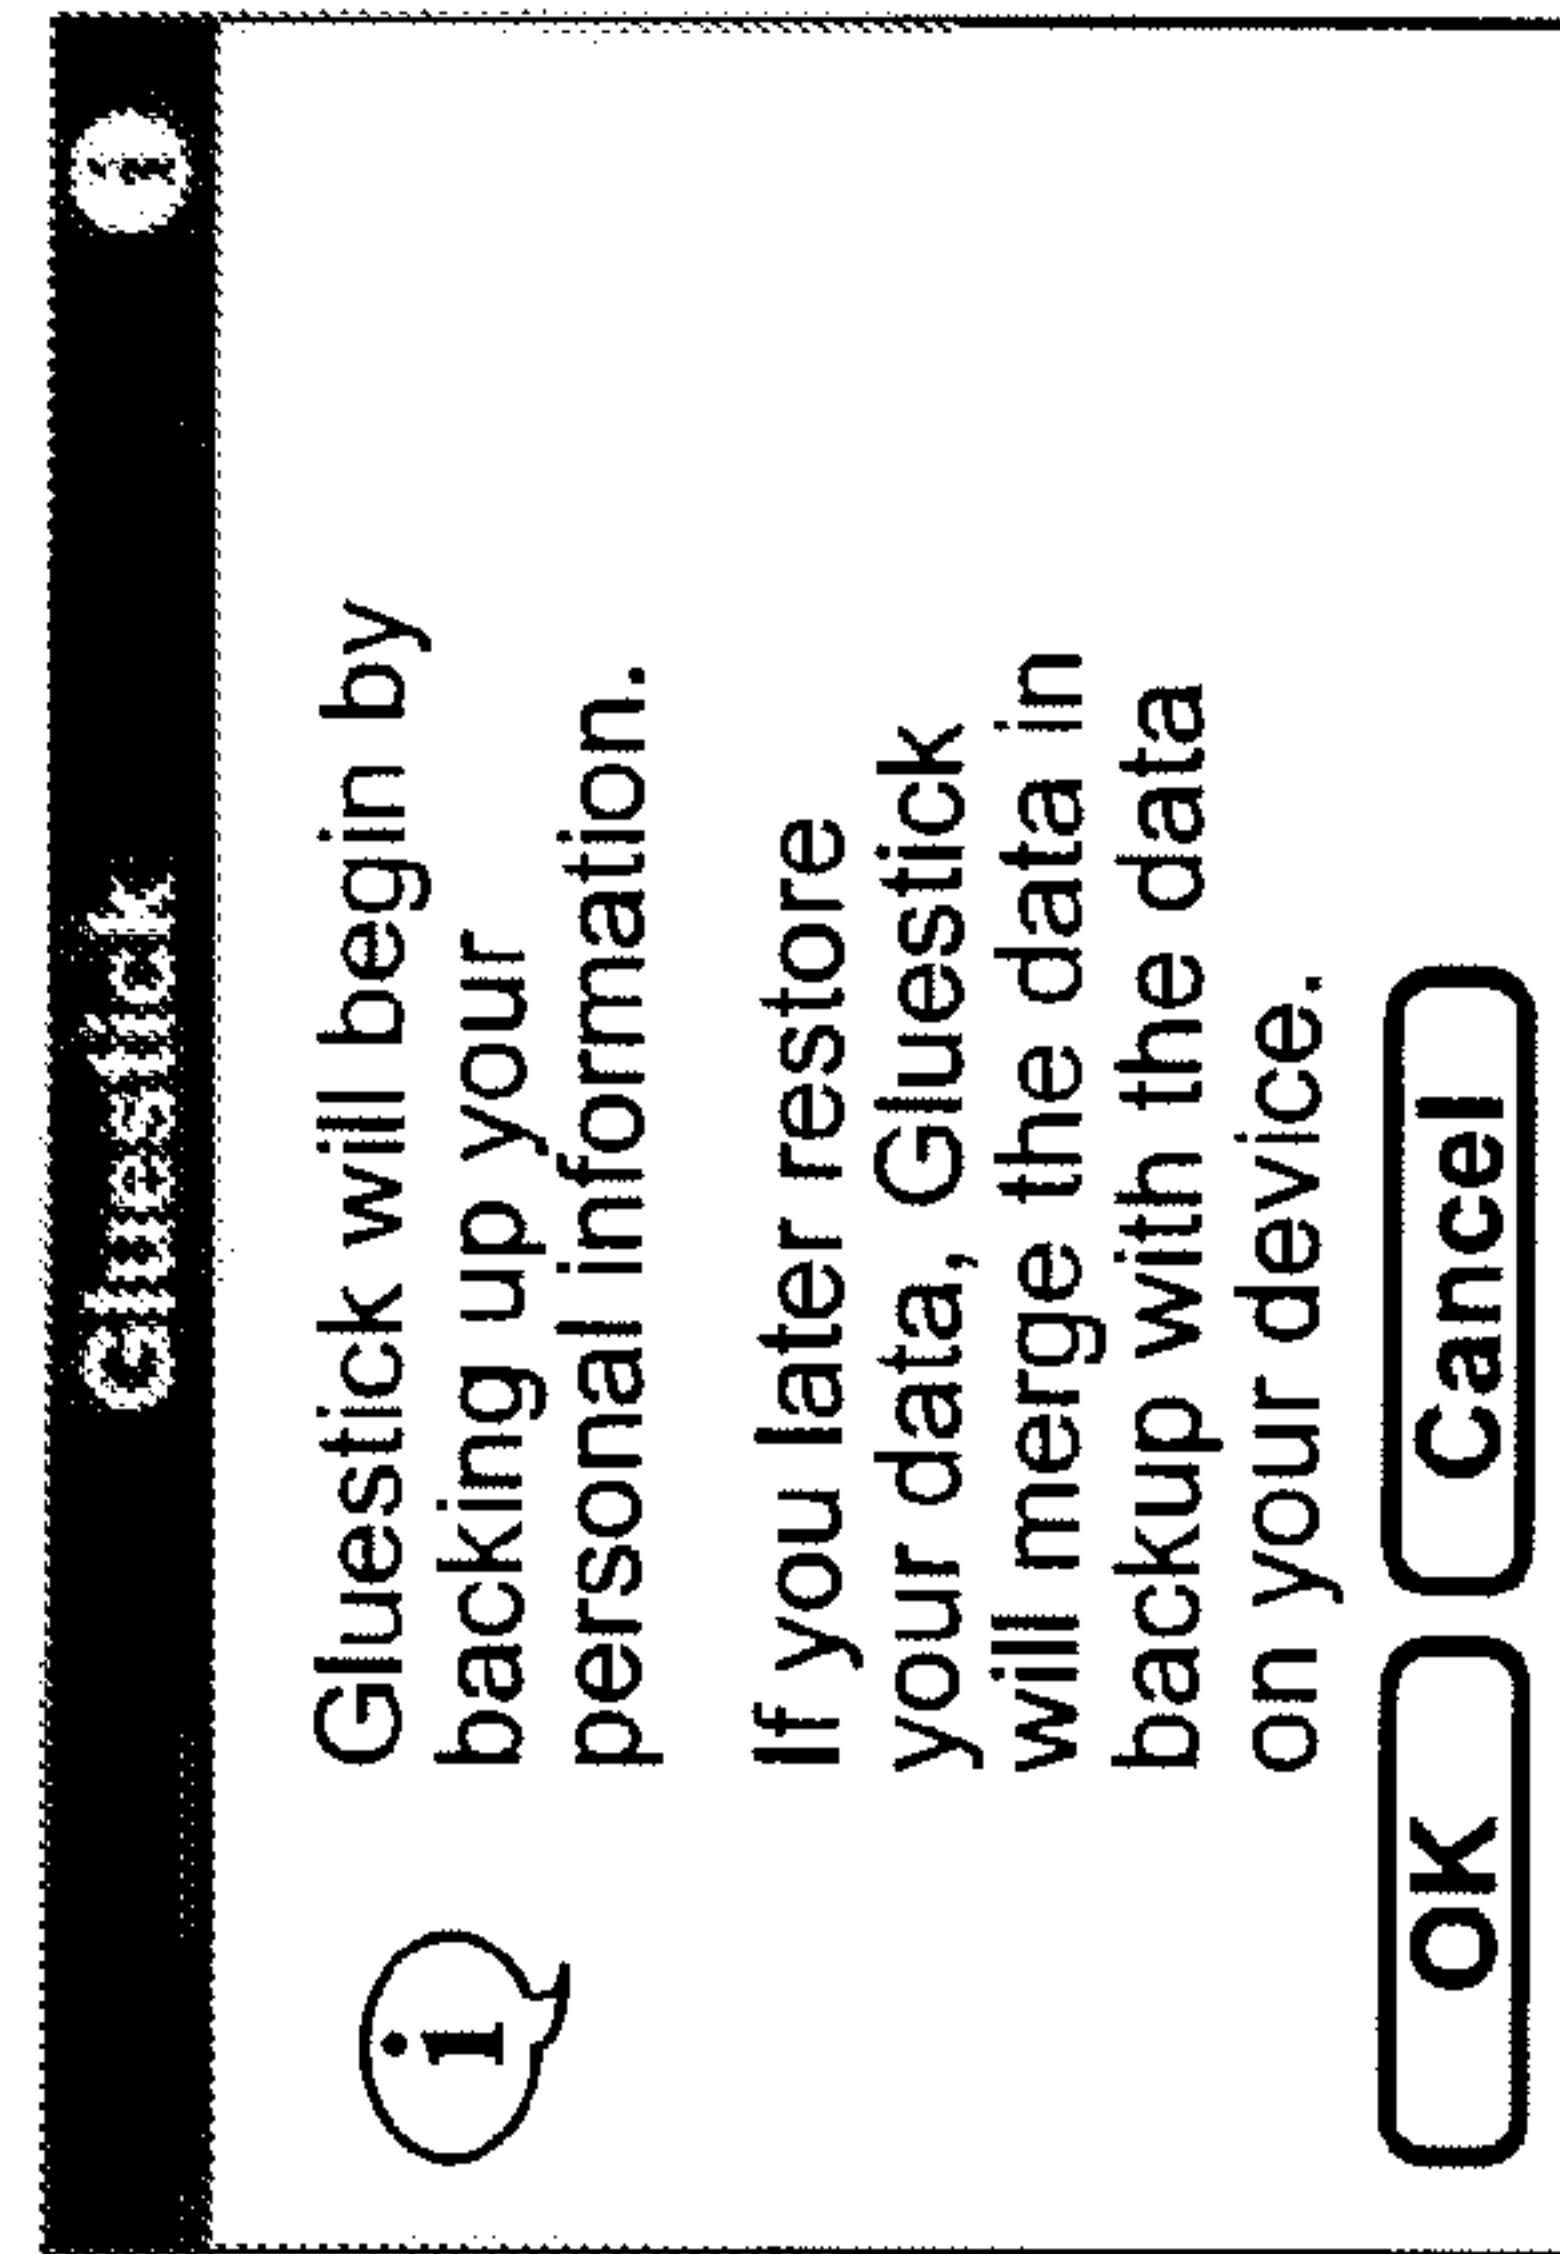 Gluestick
i
i
Gluestick will begin by
backing up your
personal information.
If you later restore
your data, Gluestick
will merge the data in
backup with the data
on your device.
OK
Cancel